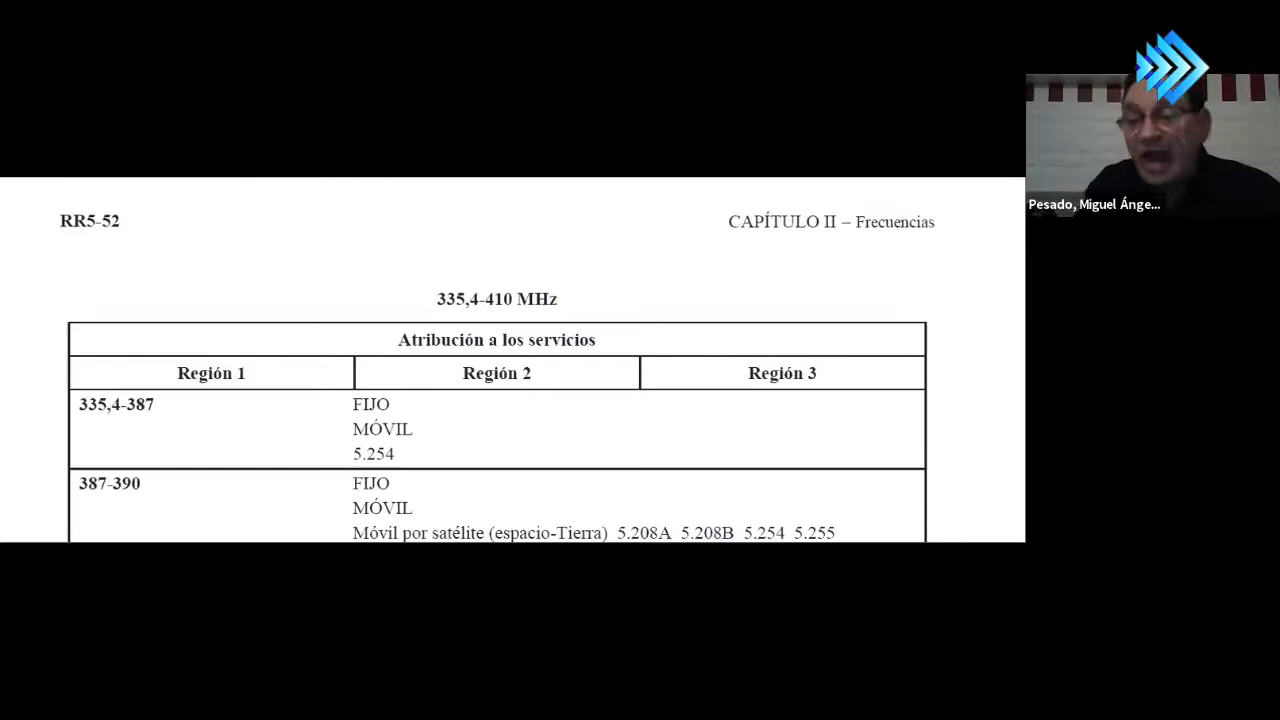 Pesado, Miguel Ánge...
RR5-52 CAPÍTULO II – Frecuencias
335,4-410 MHz
Atribución a los servicios
Región 1 Región 2 Región 3
335,4-387 FIJO
MÓVIL
5.254
387-390 FIJO
MÓVIL
Móvil por satélite (espacio-Tierra) 5.208A 5.208B 5.254 5.255